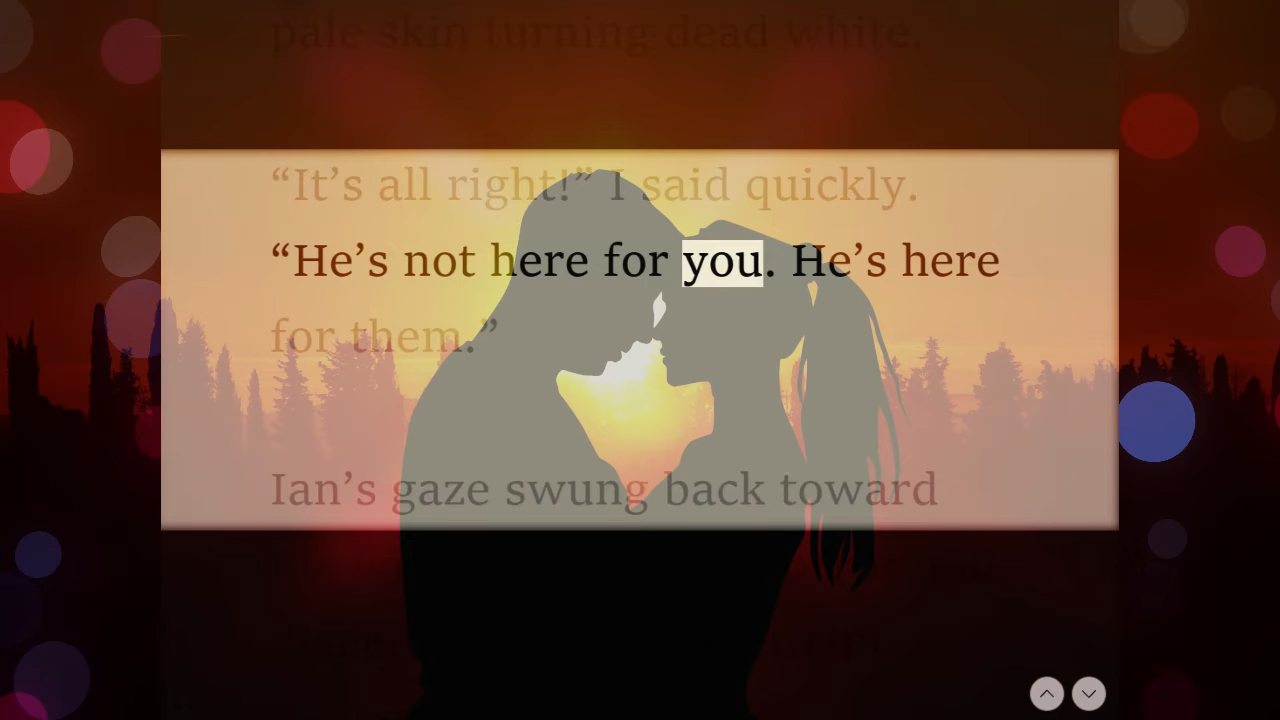 pale skin turning dead white.
“It’s all right!” I said quickly.
“He’s not here for you. He’s here
for them.”
Ian’s gaze swung back toward